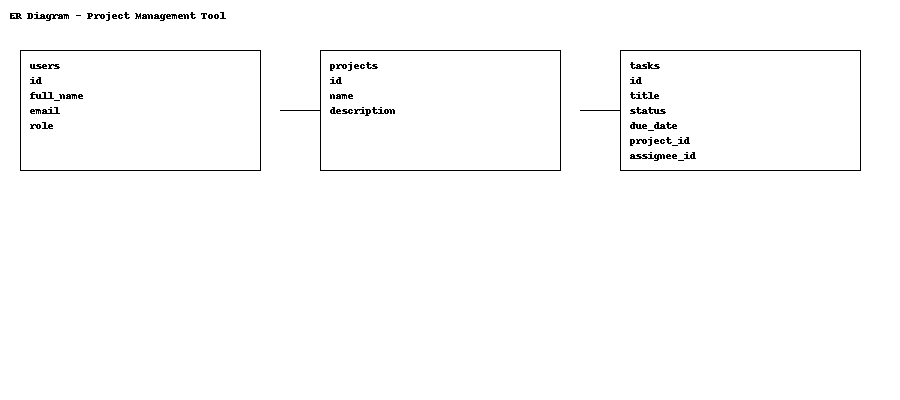 ER Diagram - Project Management Tool
users
id
full_name
email
role
projects
id
name
description
tasks
id
title
status
due_date
project_id
assignee_id